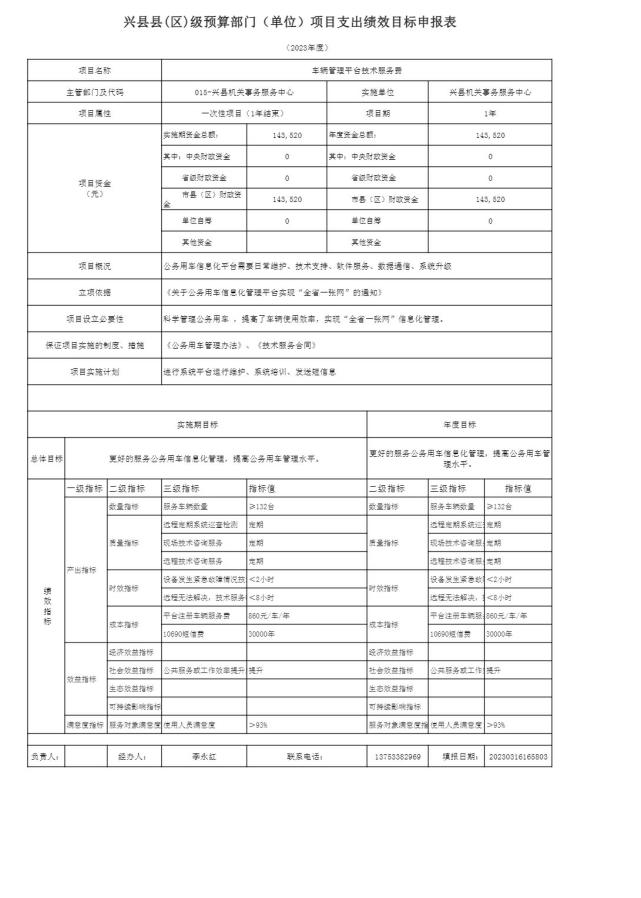 兴县县(区)级预算部门（单位）项目支出绩效目标申报表
（2023年度）
项目名称 车辆管理平台技术服务费
主管部门及代码 015-兴县机关事务服务中心 实施单位 兴县机关事务服务中心
项目属性 一次性项目（1年结束） 项目期 1年
项目资金
（元）
实施期资金总额： 143,520 年度资金总额： 143,520
其中：中央财政资金 0 其中：中央财政资金 0
省级财政资金 0 省级财政资金 0
市县（区）财政资金 143,520 市县（区）财政资金 143,520
单位自筹 0 单位自筹 0
其他资金 其他资金
项目概况 公务用车信息化平台需要日常维护、技术支持、软件服务、数据通信、系统升级
立项依据 《关于公务用车信息化管理平台实现“全省一张网”的通知》
项目设立必要性 科学管理公务用车 ，提高了车辆使用效率，实现“全省一张网”信息化管理。
保证项目实施的制度、措施 《公务用车管理办法》、《技术服务合同》
项目实施计划 进行系统平台运行维护、系统培训、发送短信息
实施期目标 年度目标
总体目标 更好的服务公务用车信息化管理，提高公务用车管理水平。 更好的服务公务用车信息化管理，提高公务用车管
理水平。
绩效指标
一级指标 二级指标 三级指标 指标值 二级指标 三级指标 指标值
产出指标
数量指标 服务车辆数量 ≥132台 数量指标 服务车辆数量 ≥132台
质量指标 远程定期系统巡查检测 定期 质量指标 远程定期系统巡 定期
现场技术咨询服务 定期 现场技术咨询服 定期
远程技术咨询服务 定期 远程技术咨询服 定期
时效指标 设备发生紧急故障情况技 <2小时 时效指标 设备发生紧急故 <2小时
远程无法解决，技术服务 <8小时 远程无法解决， <8小时
成本指标 平台注册车辆服务费 860元/车/年 成本指标 平台注册车辆服 860元/车/年
10690短信费 30000年 10690短信费 30000年
效益指标
经济效益指标 经济效益指标
社会效益指标 公共服务或工作效率提升 提升 社会效益指标 公共服务或工作 提升
生态效益指标 生态效益指标
可持续影响指标 可持续影响指标
满意度指标 服务对象满意度 使用人员满意度 >93% 服务对象满意度指 使用人员满意度 >93%
负责人： 经办人： 李永红 联系电话： 13753382969 填报日期： 20230316165803